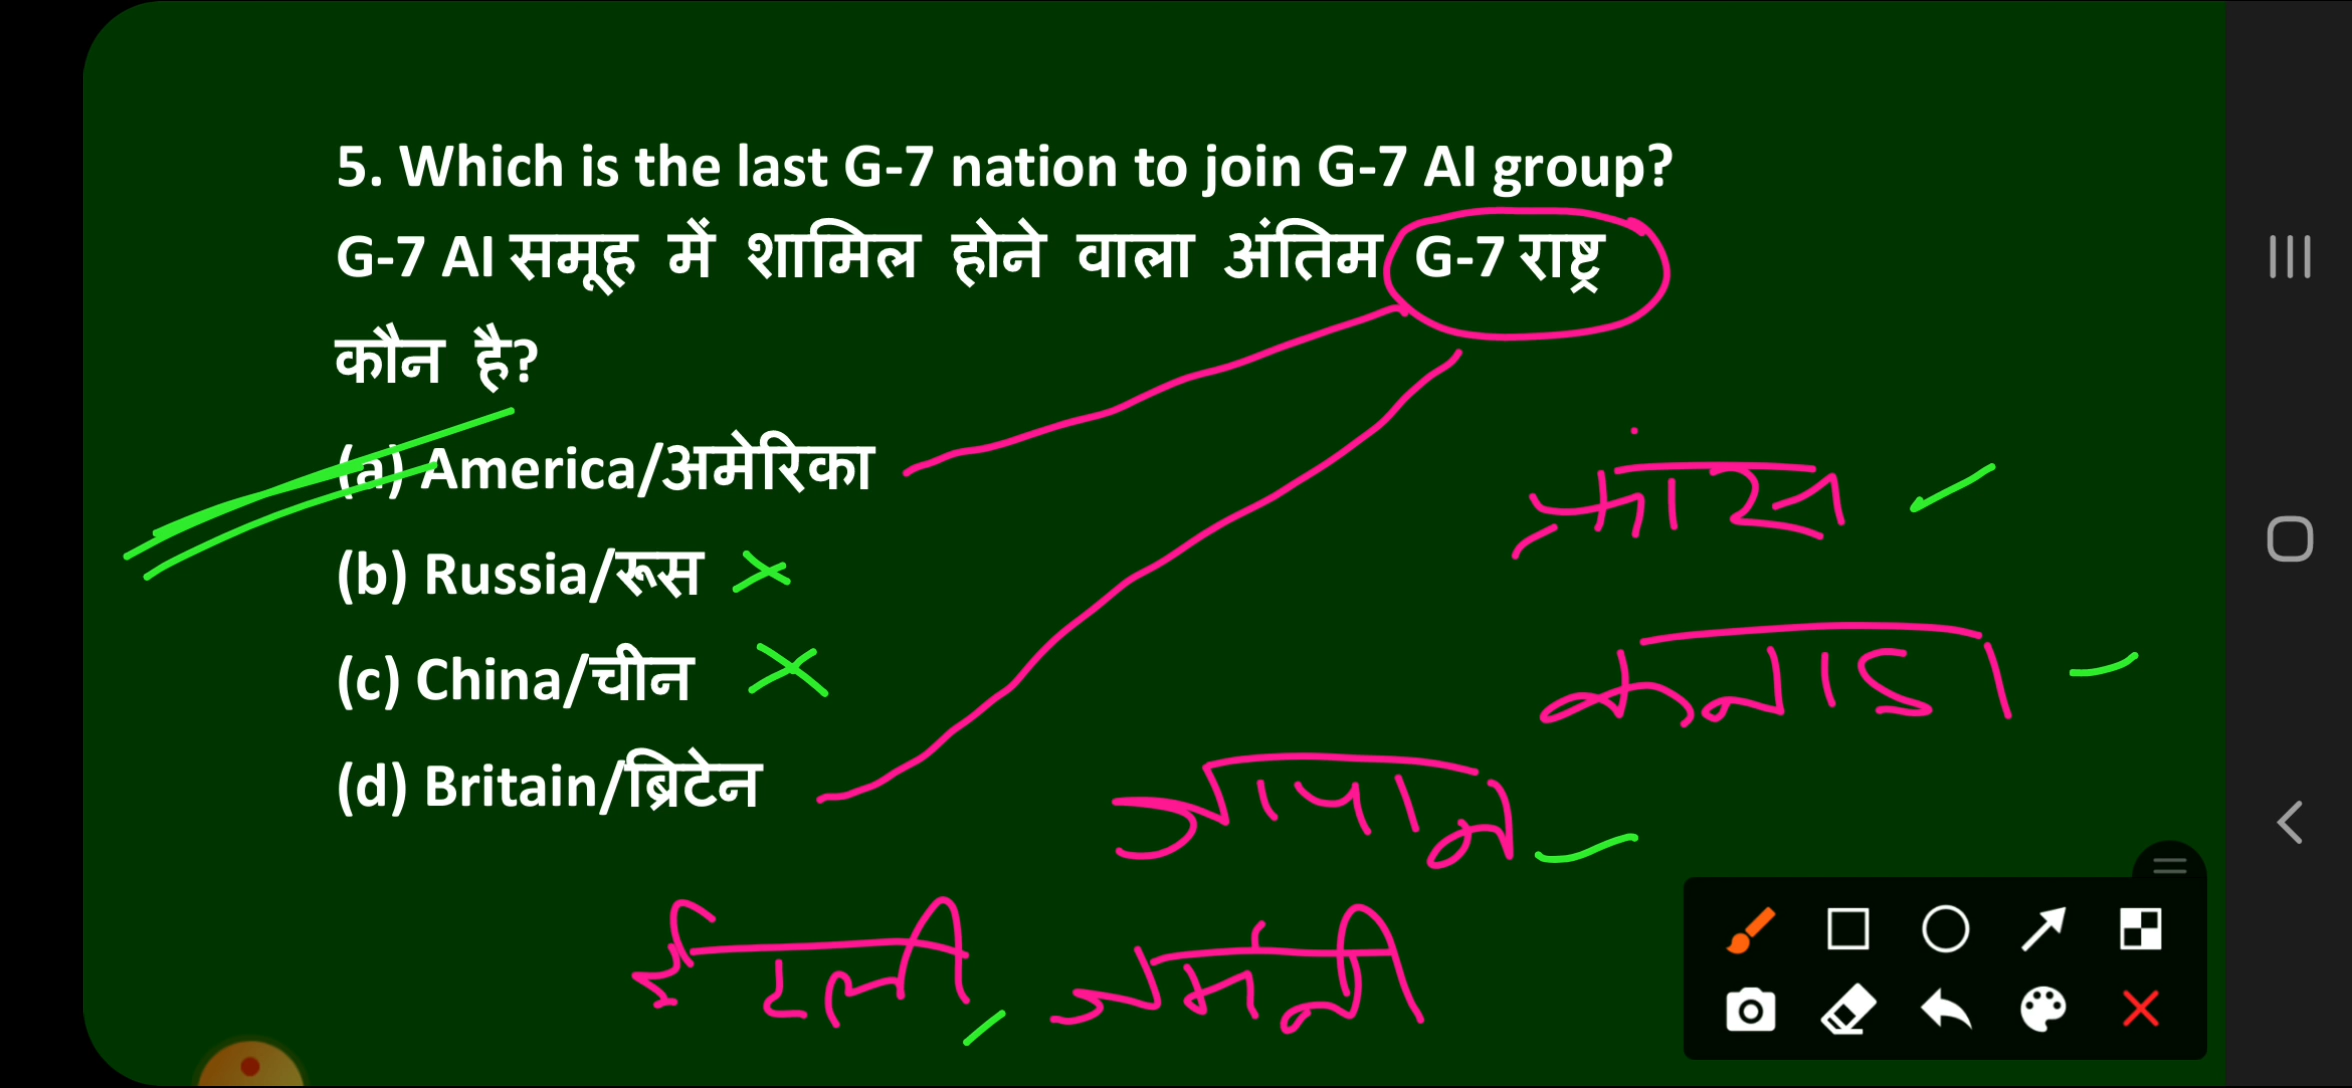 5. Which is the last G-7 nation to join G-7 AI group?
G-7 AI समूह में शामिल होने वाला अंतिम G-7 राष्ट्र
कौन है?
(a) America/अमेरिका
(b) Russia/रूस
(c) China/चीन
(d) Britain/ब्रिटेन
फ्रांस
कनाडा
जापान
ईटली जर्मनी